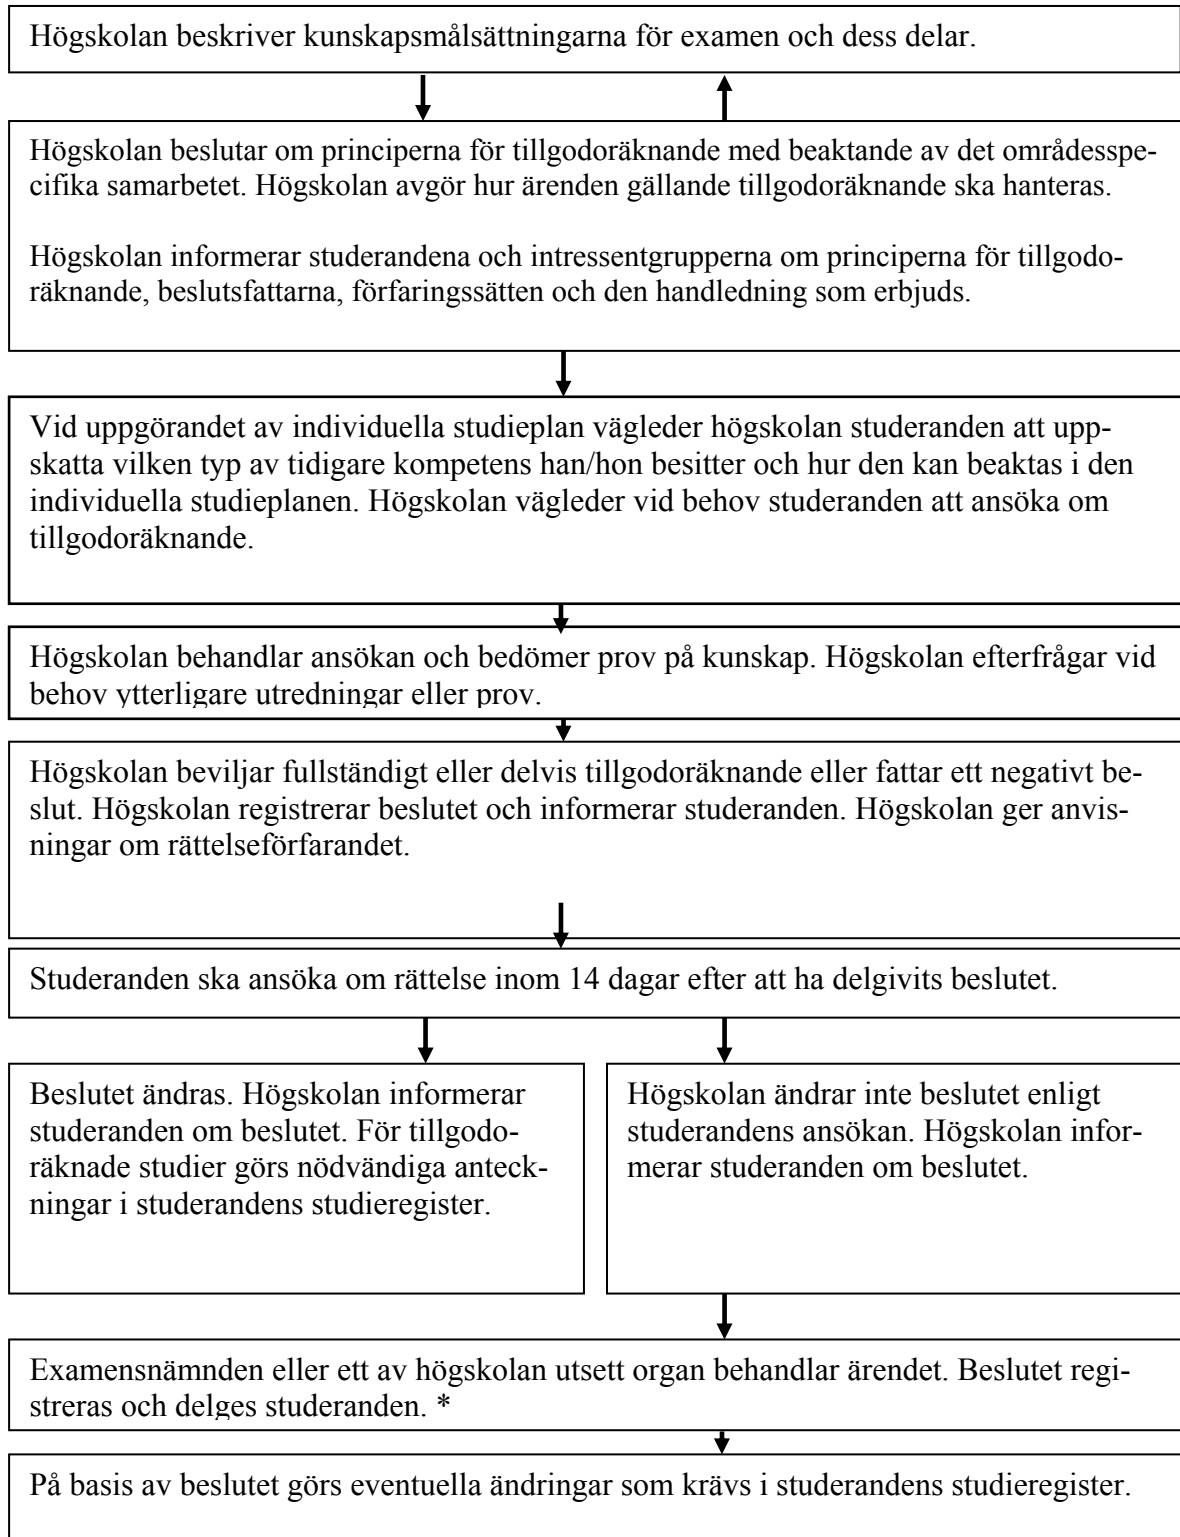 Högskolan beskriver kunskapsmålsättningarna för examen och dess delar.
Högskolan beslutar om principerna för tillgodoräknande med beaktande av det områdesspe-
cifika samarbetet. Högskolan avgör hur ärenden gällande tillgodoräknande ska hanteras.
Högskolan informerar studerandena och intressentgrupperna om principerna för tillgodo-
räknande, beslutsfattarna, förfaringssätten och den handledning som erbjuds.
Vid uppgörandet av individuella studieplan vägleder högskolan studeranden att upp-
skatta vilken typ av tidigare kompetens han/hon besitter och hur den kan beaktas i den
individuella studieplanen. Högskolan vägleder vid behov studeranden att ansöka om
tillgodoräknande.
Högskolan behandlar ansökan och bedömer prov på kunskap. Högskolan efterfrågar vid
behov ytterligare utredningar eller prov.
Högskolan beviljar fullständigt eller delvis tillgodoräknande eller fattar ett negativt be-
slut. Högskolan registrerar beslutet och informerar studeranden. Högskolan ger anvis-
ningar om rättelseförfarandet.
Studeranden ska ansöka om rättelse inom 14 dagar efter att ha delgivits beslutet.
Beslutet ändras. Högskolan informerar
studeranden om beslutet. För tillgodo-
räknade studier görs nödvändiga anteck-
ningar i studerandens studieregister.
Högskolan ändrar inte beslutet enligt
studerandens ansökan. Högskolan infor-
merar studeranden om beslutet.
Examensnämnden eller ett av högskolan utsett organ behandlar ärendet. Beslutet regi-
streras och delges studeranden. *
På basis av beslutet görs eventuella ändringar som krävs i studerandens studieregister.